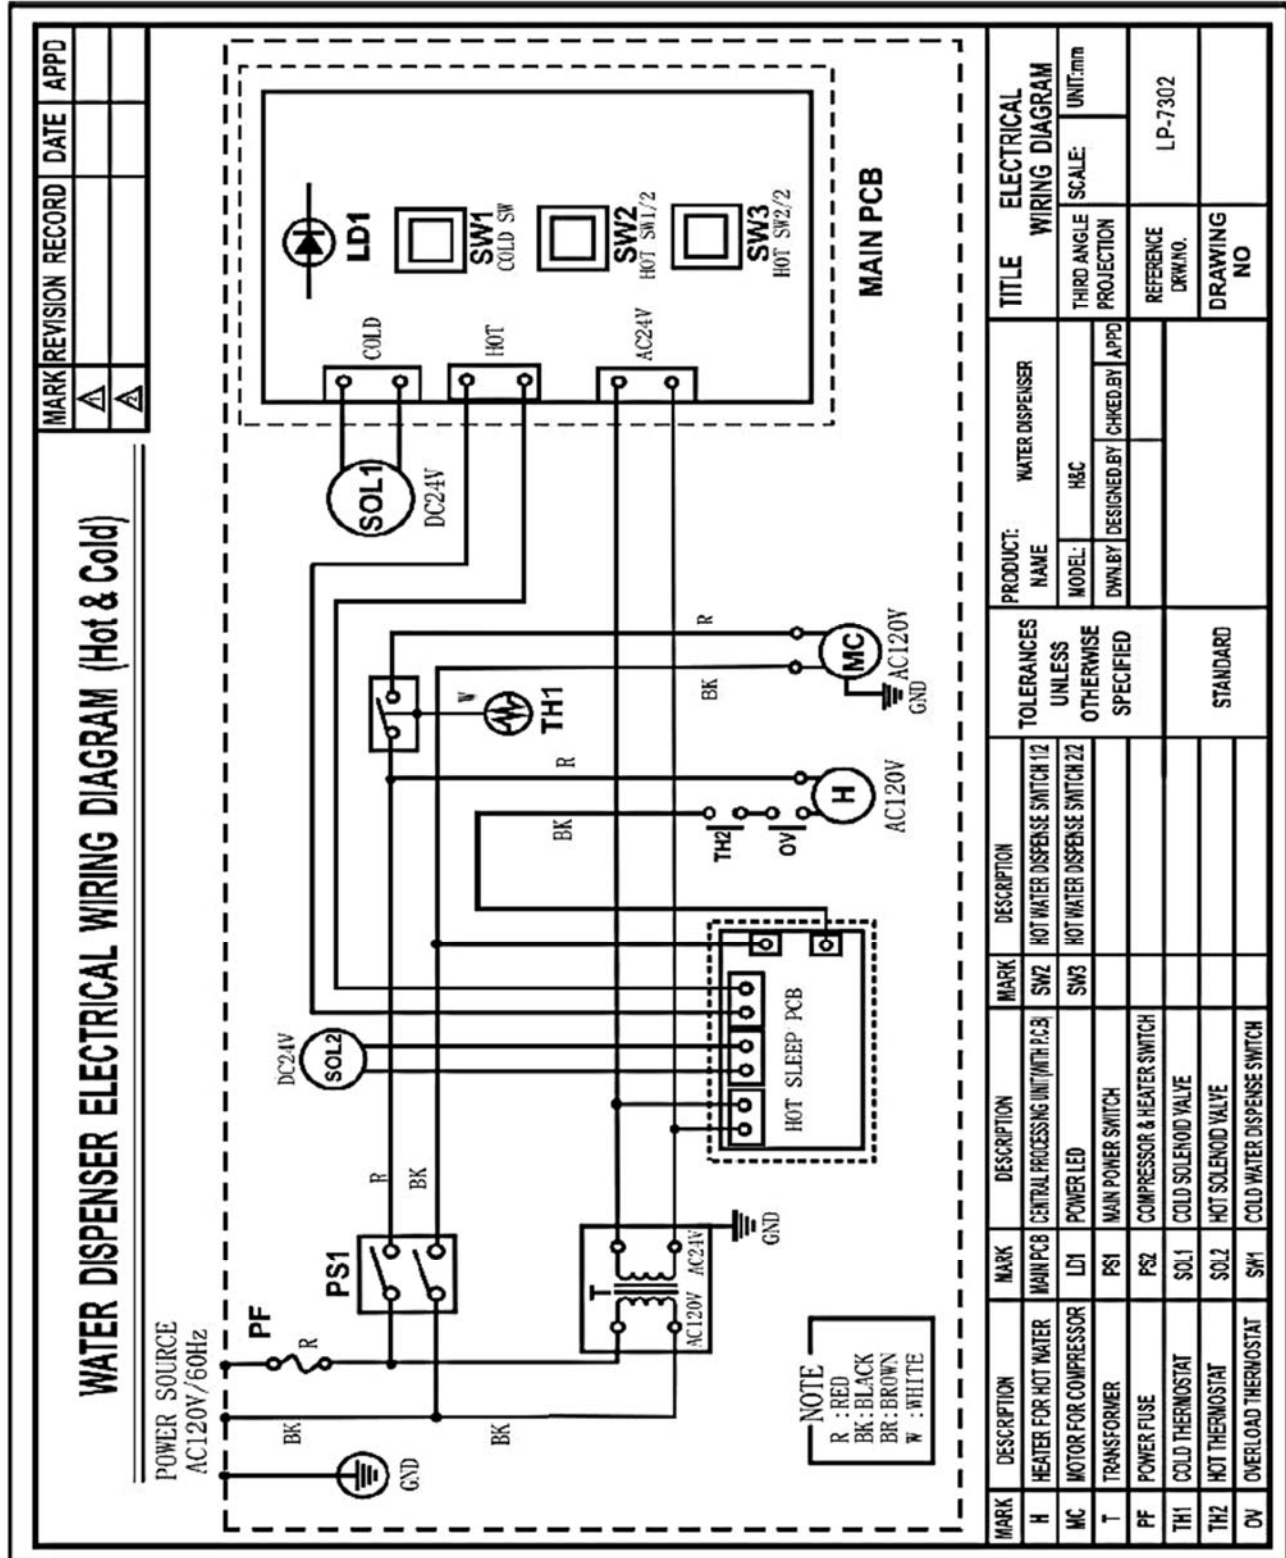 WATER DISPENSER ELECTRICAL WIRING DIAGRAM (Hot & Cold)
MARK REVISION RECORD DATE APPD
1
2
POWER SOURCE
AC120V/60Hz
BK
PF
R
GND
BK
PS1
R
BK
T
AC120V AC24V
GND
DC24V
SOL2
HOT SLEEP PCB
BK
R
TH2
OV
H
AC120V
W
TH1
BK
R
MC
AC120V
GND
SOL1
DC24V
COLD
HOT
AC24V
LD1
SW1
COLD SW
SW2
HOT SW1/2
SW3
HOT SW2/2
MAIN PCB
NOTE
R :RED
BK:BLACK
BR:BROWN
W :WHITE
MARK DESCRIPTION MARK DESCRIPTION MARK DESCRIPTION
H HEATER FOR HOT WATER MAIN PCB CENTRAL PROCESSING UNIT(WITH P.C.B) SW2 HOT WATER DISPENSE SWITCH 1/2
MC MOTOR FOR COMPRESSOR LD1 POWER LED SW3 HOT WATER DISPENSE SWITCH 2/2
T TRANSFORMER PS1 MAIN POWER SWITCH
PF POWER FUSE PS2 COMPRESSOR & HEATER SWITCH
TH1 COLD THERMOSTAT SOL1 COLD SOLENOID VALVE
TH2 HOT THERMOSTAT SOL2 HOT SOLENOID VALVE
OV OVERLOAD THERMOSTAT SW1 COLD WATER DISPENSE SWITCH
TOLERANCES
UNLESS
OTHERWISE
SPECIFIED
STANDARD
PRODUCT:
NAME
WATER DISPENSER
MODEL: H&C
DWN.BY DESIGNED.BY CHKED.BY APPD
TITLE ELECTRICAL
WIRING DIAGRAM
THIRD ANGLE
PROJECTION
SCALE: UNIT:mm
REFERENCE
DRW.NO.
LP-7302
DRAWING
NO